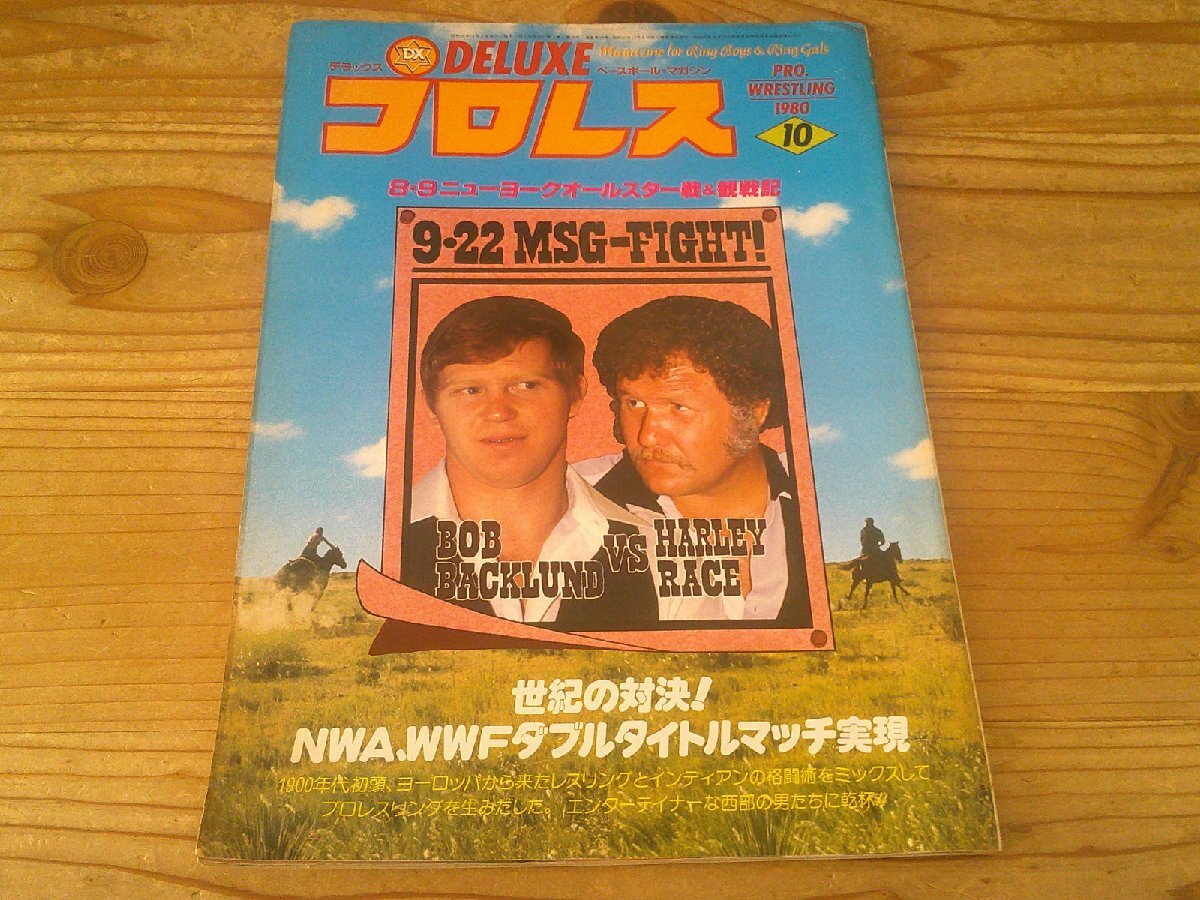 DX
DELUXE
Magazine for Ring Boys & Ring Gals
デラックス
ベースボール・マガジン
プロレス
PRO.
WRESTLING
1980
10
8・9ニューヨークオールスター戦&観戦記
9・22 MSG-FIGHT!
BOB
BACKLUND
VS
HARLEY
RACE
世紀の対決!
NWA、WWFダブルタイトルマッチ実現
1900年代初頭、ヨーロッパから来たレスリングとインディアンの格闘術をミックスして
プロレスリングを生みだした。エンターテイナーな西部の男たちに乾杯!!